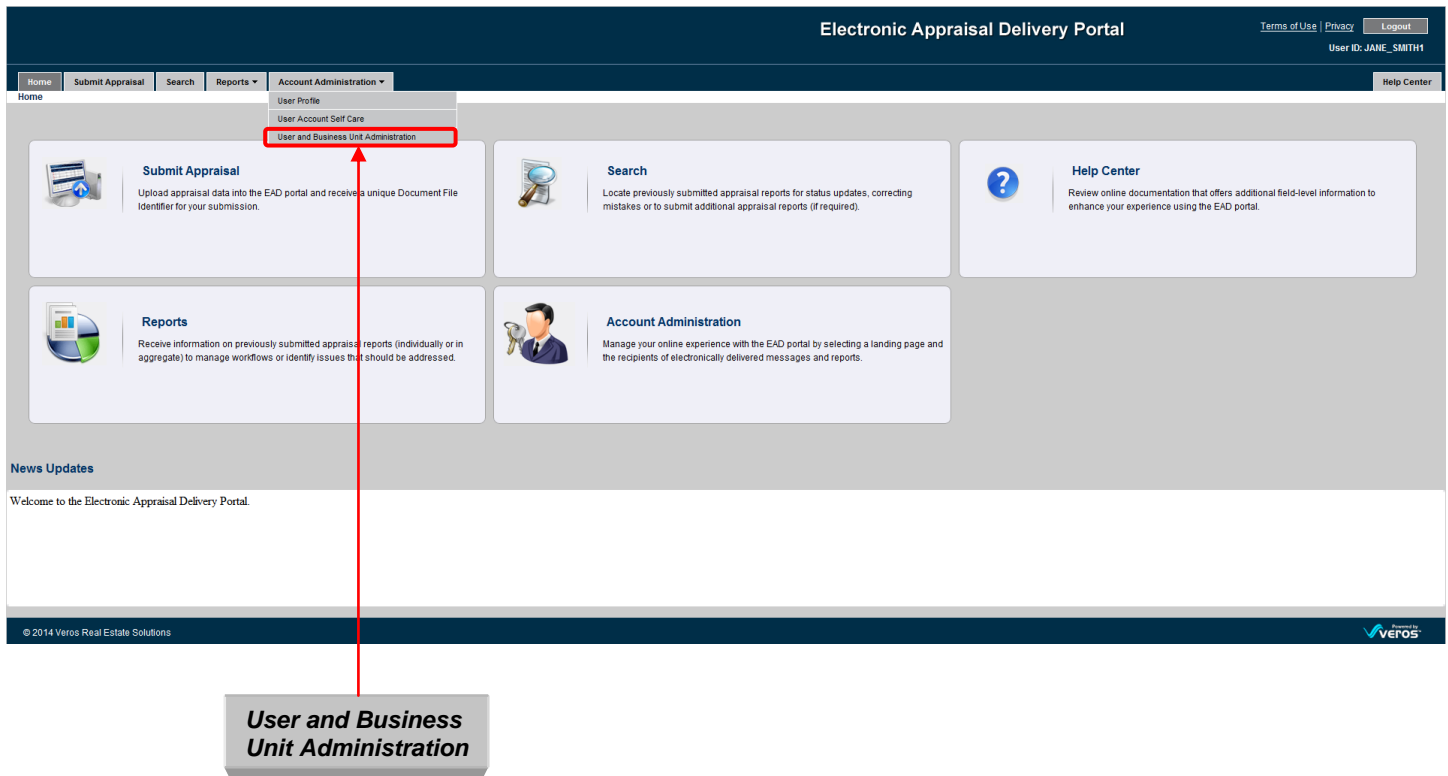 Electronic Appraisal Delivery Portal
Terms of Use | Privacy Logout
User ID: JANE_SMITH1
Home Submit Appraisal Search Reports Account Administration Help Center
Home
User Profile
User Account Self Care
User and Business Unit Administration
Submit Appraisal
Upload appraisal data into the EAD portal and receive a unique Document File
Identifier for your submission.
Search
Locate previously submitted appraisal reports for status updates, correcting
mistakes or to submit additional appraisal reports (if required).
Help Center
Review online documentation that offers additional field-level information to
enhance your experience using the EAD portal.
Reports
Receive information on previously submitted appraisal reports (individually or in
aggregate) to manage workflows or identify issues that should be addressed.
Account Administration
Manage your online experience with the EAD portal by selecting a landing page and
the recipients of electronically delivered messages and reports.
News Updates
Welcome to the Electronic Appraisal Delivery Portal.
© 2014 Veros Real Estate Solutions
Powered by
veros
User and Business
Unit Administration